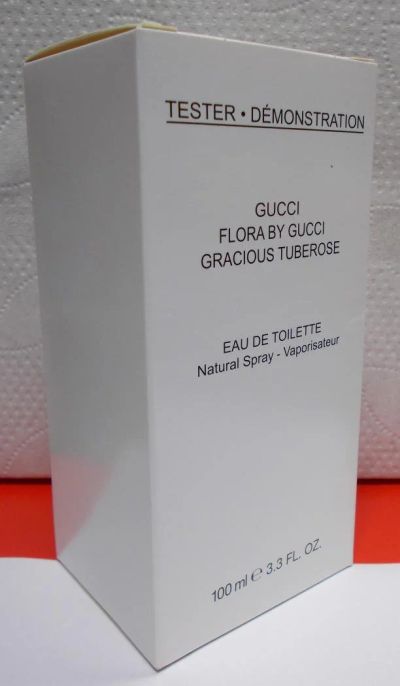 TESTER • DÉMONSTRATION
GUCCI
FLORA BY GUCCI
GRACIOUS TUBEROSE
EAU DE TOILETTE
Natural Spray - Vaporisateur
100 ml ℮ 3.3 FL. OZ.